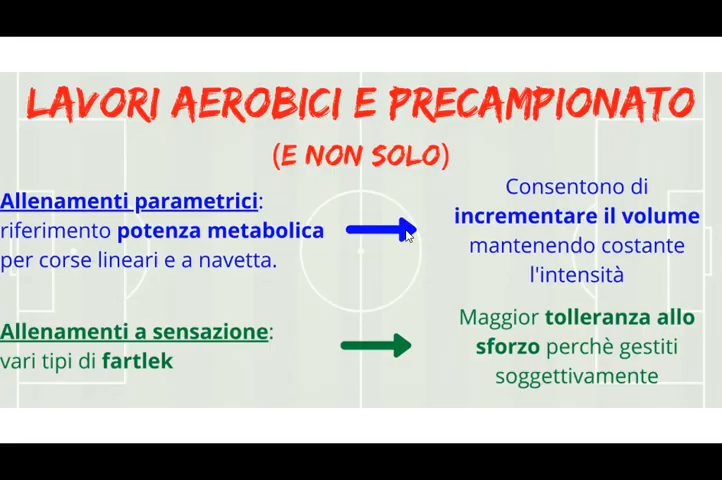 LAVORI AEROBICI E PRECAMPIONATO
(E NON SOLO)
Allenamenti parametrici:
riferimento potenza metabolica
per corse lineari e a navetta.
Consentono di
incrementare il volume
mantenendo costante
l'intensità
Allenamenti a sensazione:
vari tipi di fartlek
Maggior tolleranza allo
sforzo perchè gestiti
soggettivamente